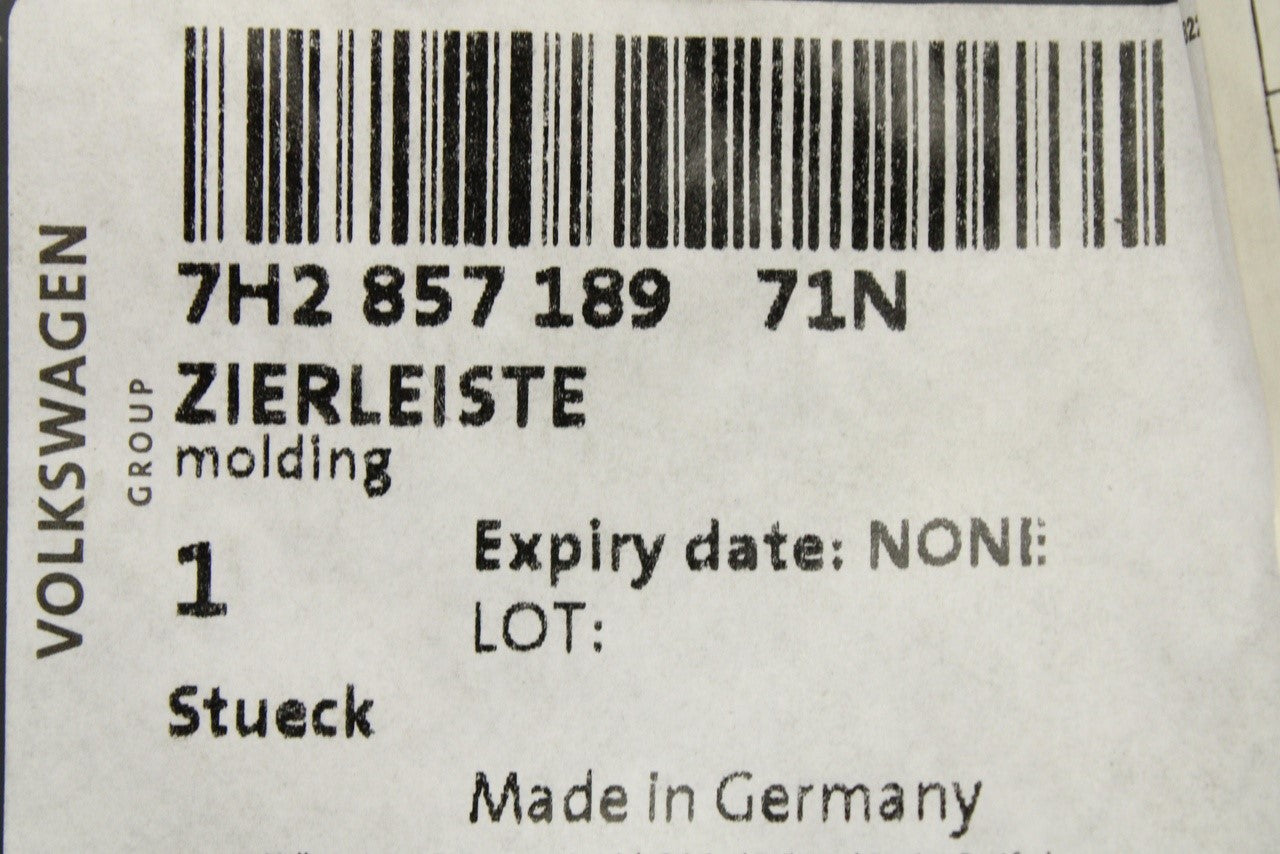 VOLKSWAGEN
GROUP
7H2 857 189 71N
ZIERLEISTE
molding
1
Expiry date: NONE
LOT:
Stueck
Made in Germany